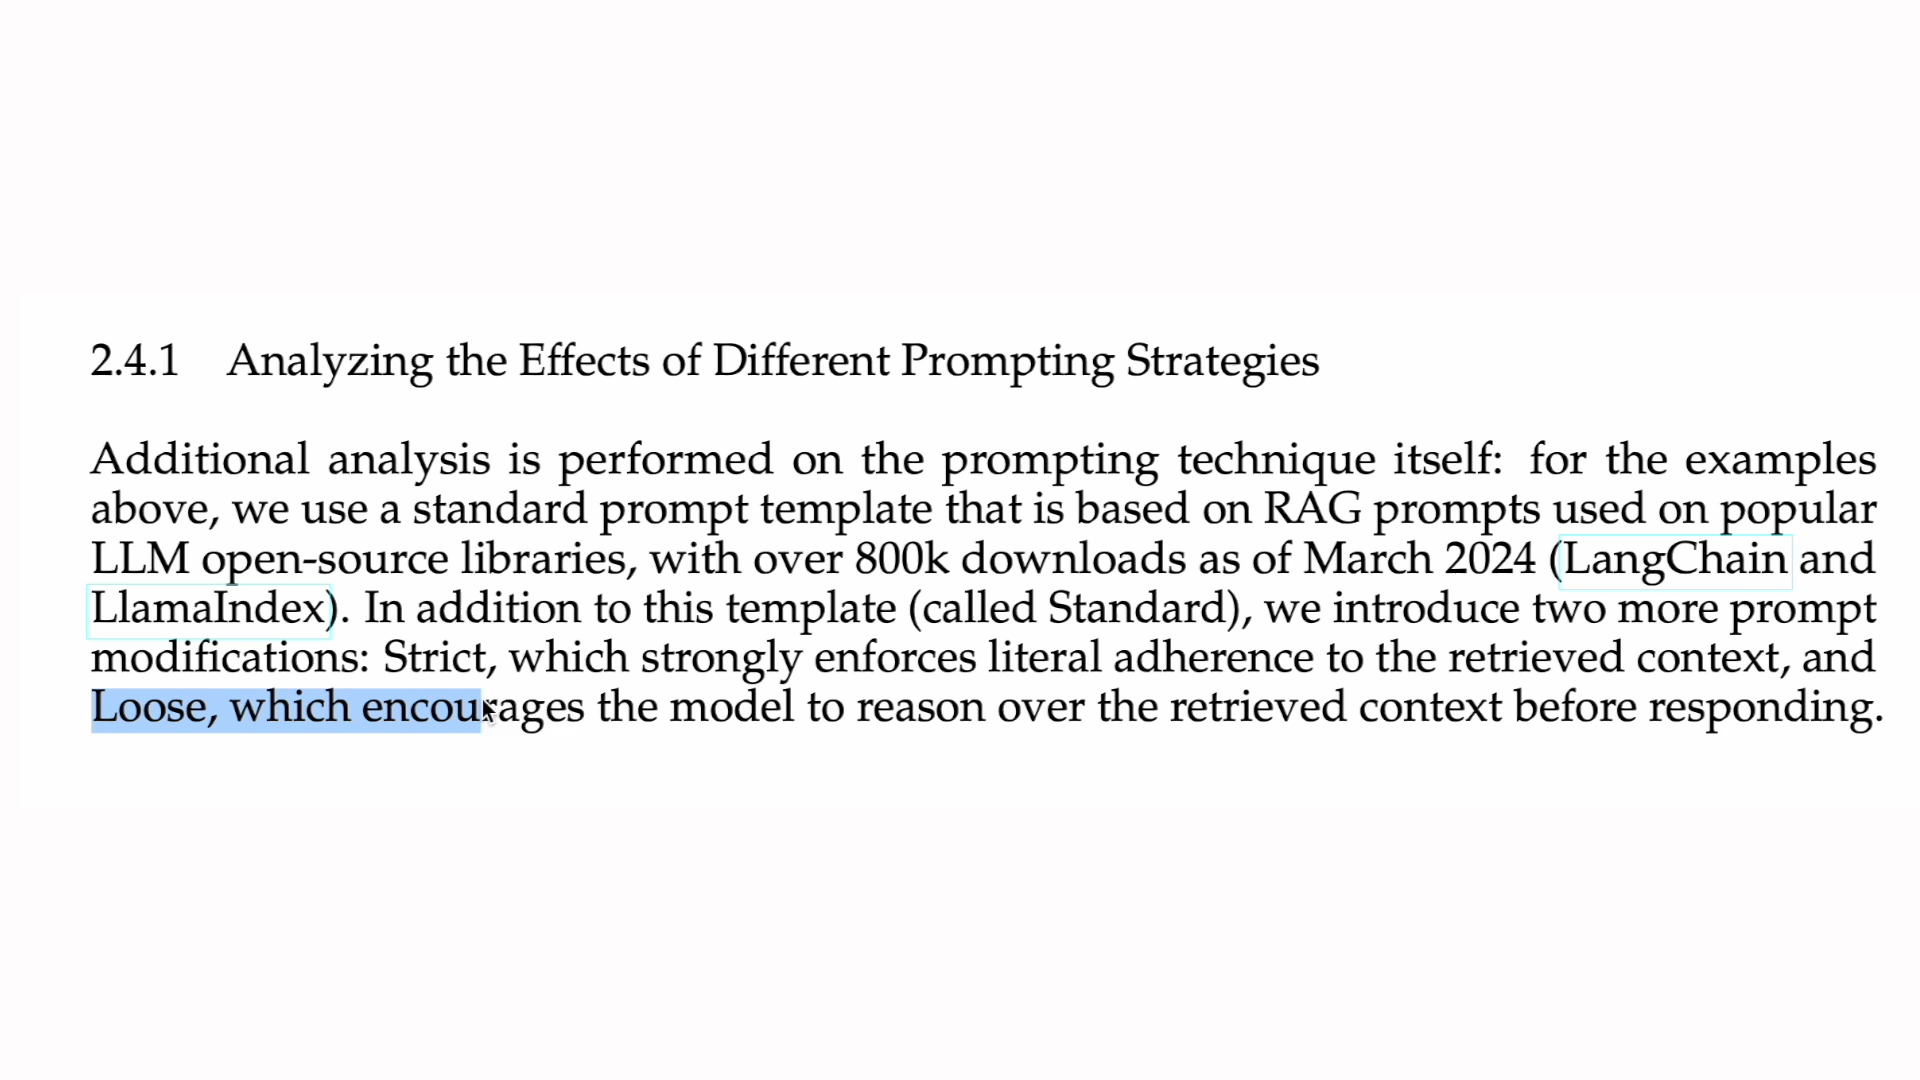 2.4.1 Analyzing the Effects of Different Prompting Strategies
Additional analysis is performed on the prompting technique itself: for the examples
above, we use a standard prompt template that is based on RAG prompts used on popular
LLM open-source libraries, with over 800k downloads as of March 2024 (LangChain and
LlamaIndex). In addition to this template (called Standard), we introduce two more prompt
modifications: Strict, which strongly enforces literal adherence to the retrieved context, and
Loose, which encourages the model to reason over the retrieved context before responding.